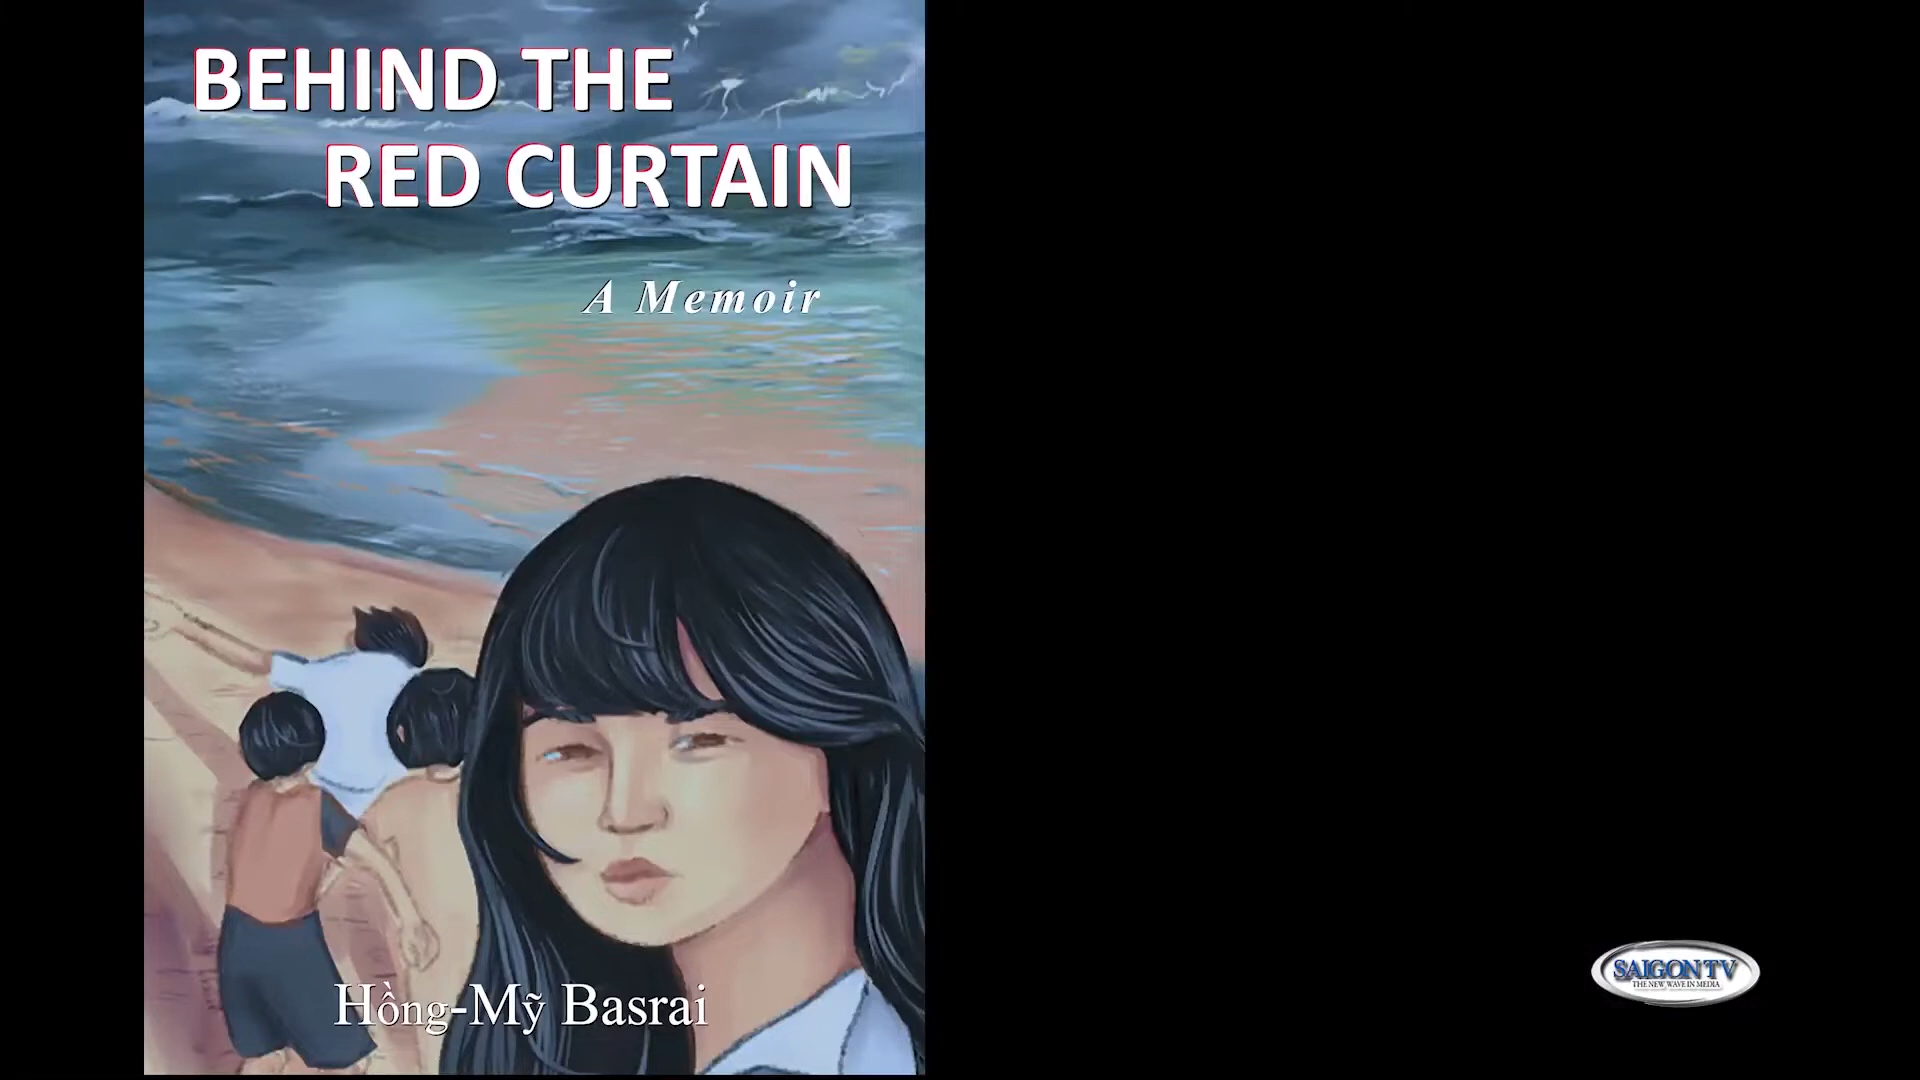 BEHIND THE
RED CURTAIN
A Memoir
Hồng-Mỹ Basrai
SAIGON TV
THE NEW WAVE IN MEDIA